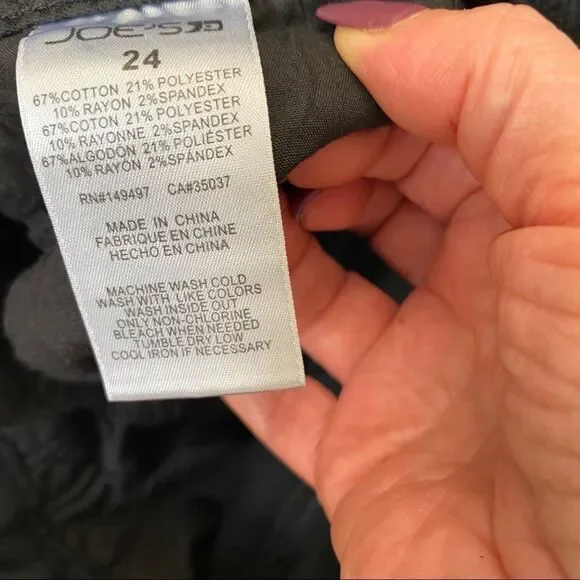 JOE'S
24
67%COTTON 21% POLYESTER
10% RAYON 2%SPANDEX
67%COTON 21% POLYESTER
10% RAYONNE 2%SPANDEX
67%ALGODON 21% POLIÉSTER
10% RAYON 2%SPANDEX
RN#149497 CA#35037
MADE IN CHINA
FABRIQUE EN CHINE
HECHO EN CHINA
MACHINE WASH COLD
WASH WITH LIKE COLORS
WASH INSIDE OUT
ONLY NON-CHLORINE
BLEACH WHEN NEEDED
TUMBLE DRY LOW
COOL IRON IF NECESSARY